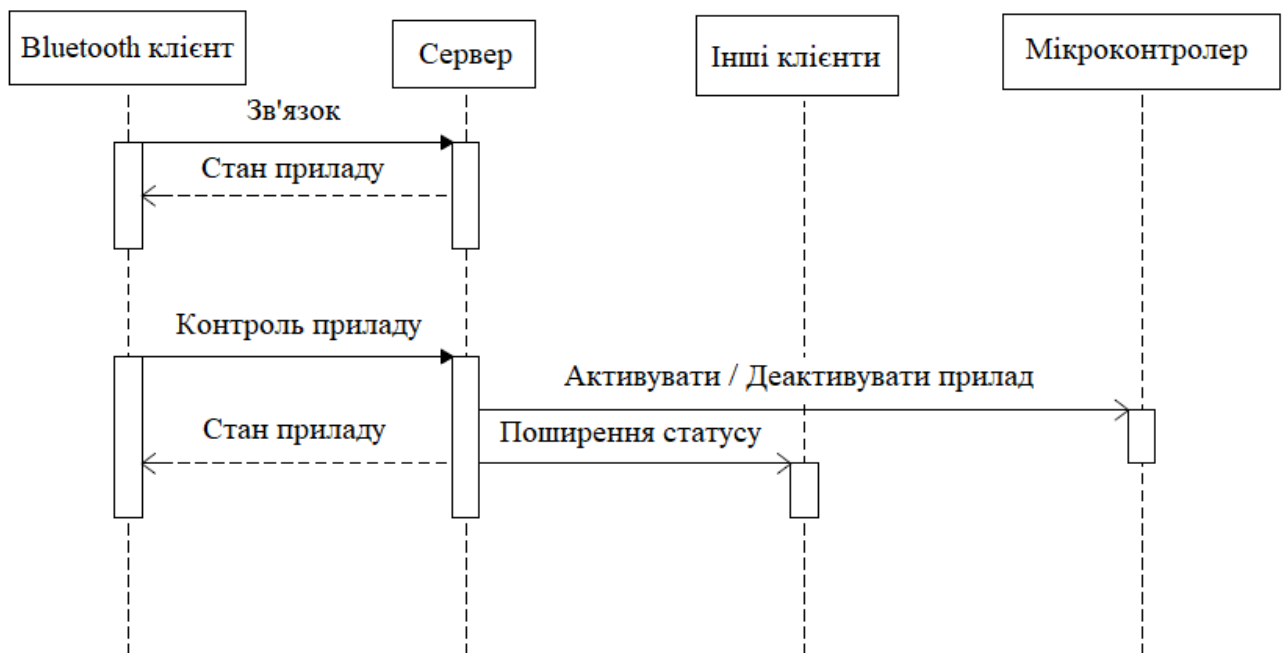 Bluetooth клієнт
Сервер
Інші клієнти
Мікроконтролер
Зв'язок
Стан приладу
Контроль приладу
Активувати / Деактивувати прилад
Стан приладу
Поширення статусу